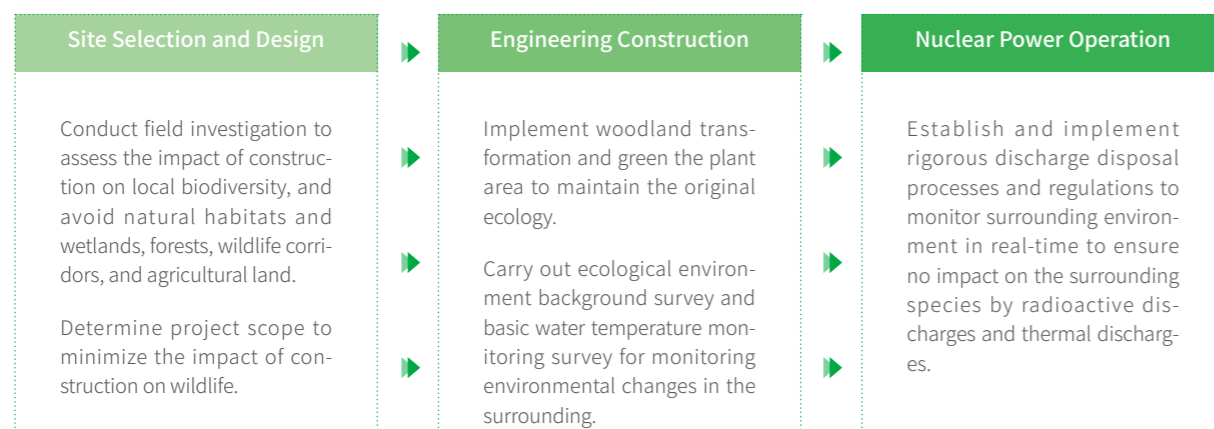 Site Selection and Design
Conduct field investigation to
assess the impact of construc-
tion on local biodiversity, and
avoid natural habitats and
wetlands, forests, wildlife corri-
dors, and agricultural land.
Determine project scope to
minimize the impact of con-
struction on wildlife.
Engineering Construction
Implement woodland trans-
formation and green the plant
area to maintain the original
ecology.
Carry out ecological environ-
ment background survey and
basic water temperature mon-
itoring survey for monitoring
environmental changes in the
surrounding.
Nuclear Power Operation
Establish and implement
rigorous discharge disposal
processes and regulations to
monitor surrounding environ-
ment in real-time to ensure
no impact on the surrounding
species by radioactive dis-
charges and thermal discharg-
es.